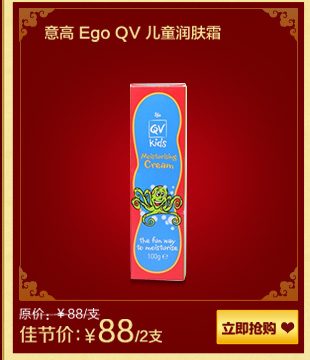 意高 Ego QV 儿童润肤霜
Ego
QV
Kids
Moisturising
Cream
the fun way
to moisturise
100g e
原价：￥88/支
佳节价：￥88/2支
立即抢购